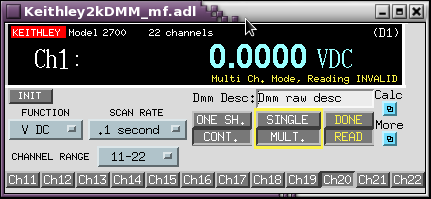 Keithley2kDMM_mf.adl
KEITHLEY Model 2700 22 channels (D1)
Ch1: 0.0000 VDC
Multi Ch. Mode, Reading INVALID
INIT Dmm Desc: Dmm raw desc Calc
FUNCTION SCAN RATE ONE SH. SINGLE DONE
V DC .1 second CONT. MULT. READ More
CHANNEL RANGE 11-22
Ch11 Ch12 Ch13 Ch14 Ch15 Ch16 Ch17 Ch18 Ch19 Ch20 Ch21 Ch22